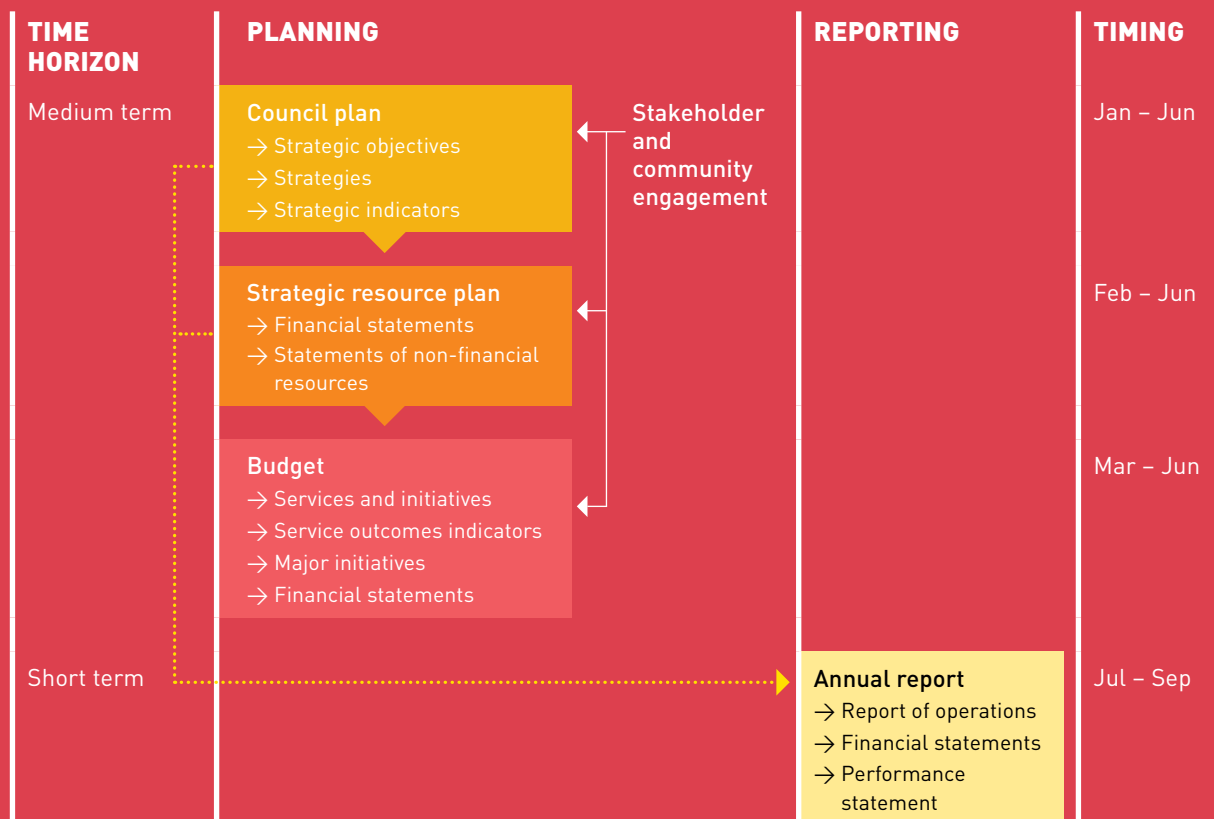 TIME
HORIZON
PLANNING
REPORTING
TIMING
Medium term
Council plan
→ Strategic objectives
→ Strategies
→ Strategic indicators
Stakeholder
and
community
engagement
Jan – Jun
Strategic resource plan
→ Financial statements
→ Statements of non-financial
resources
Feb – Jun
Budget
→ Services and initiatives
→ Service outcomes indicators
→ Major initiatives
→ Financial statements
Mar – Jun
Short term
Annual report
→ Report of operations
→ Financial statements
→ Performance
statement
Jul – Sep